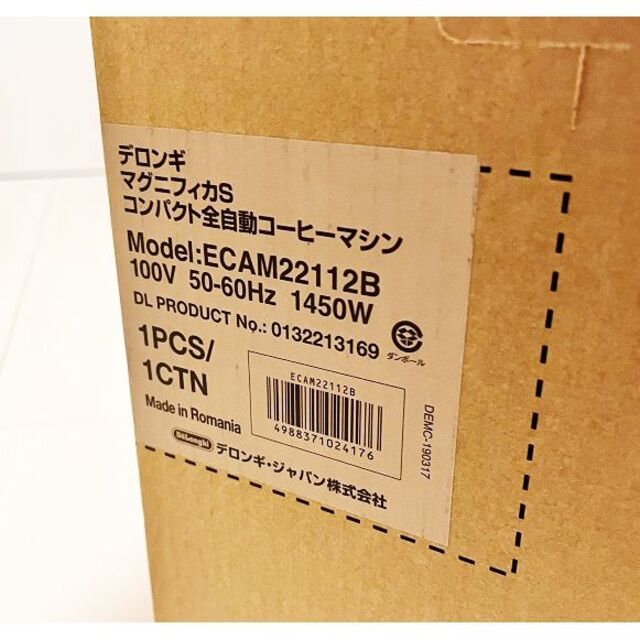 デロンギ
マグニフィカS
コンパクト全自動コーヒーマシン
Model:ECAM22112B
100V 50-60Hz 1450W
DL PRODUCT No.: 0132213169
ダンボール
1PCS/
1CTN
ECAM22112B
4988371024176
Made in Romania
DEMC-190317
DeLonghi
デロンギ・ジャパン株式会社